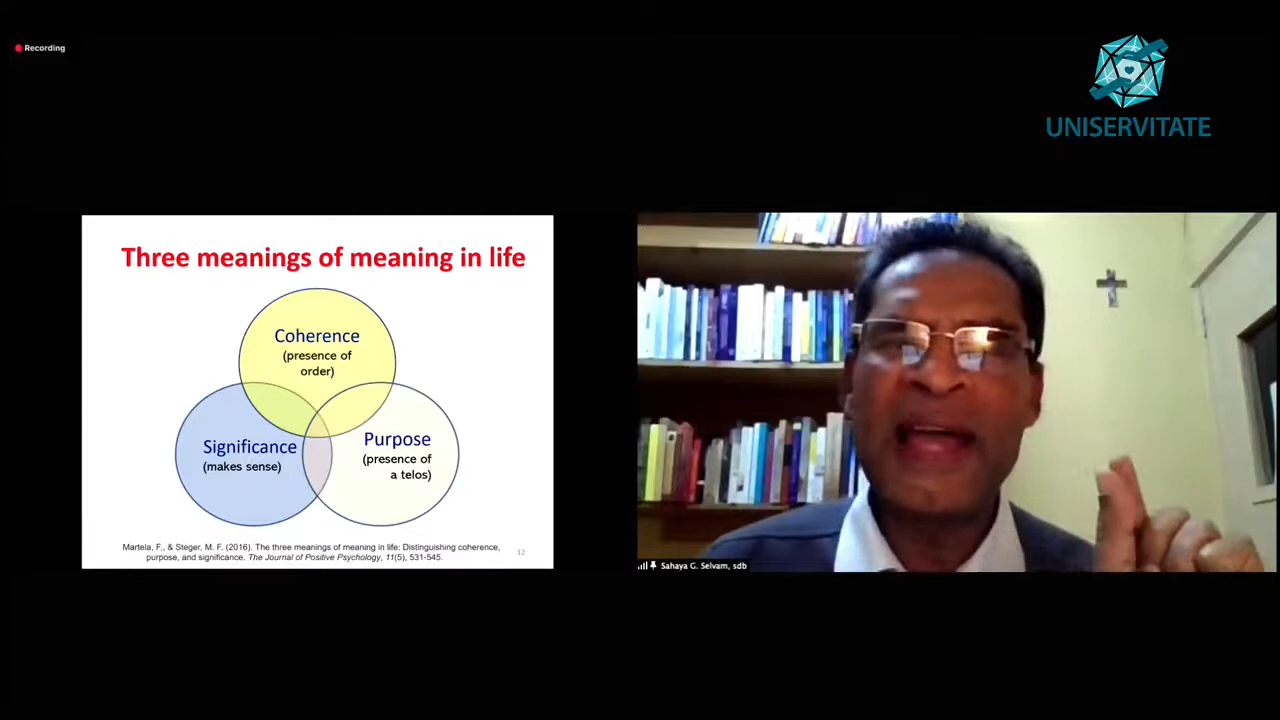 Recording
UNISERVITATE
Three meanings of meaning in life
Coherence
(presence of
order)
Significance
(makes sense)
Purpose
(presence of
a telos)
Martela, F., & Steger, M. F. (2016). The three meanings of meaning in life: Distinguishing coherence,
purpose, and significance. The Journal of Positive Psychology, 11(5), 531-545.
12
Sahaya G. Selvam, sdb